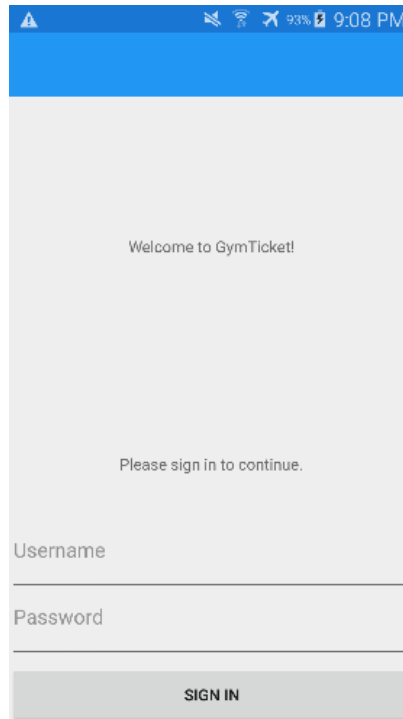 93% 9:08 PM
Welcome to GymTicket!
Please sign in to continue.
Username
Password
SIGN IN